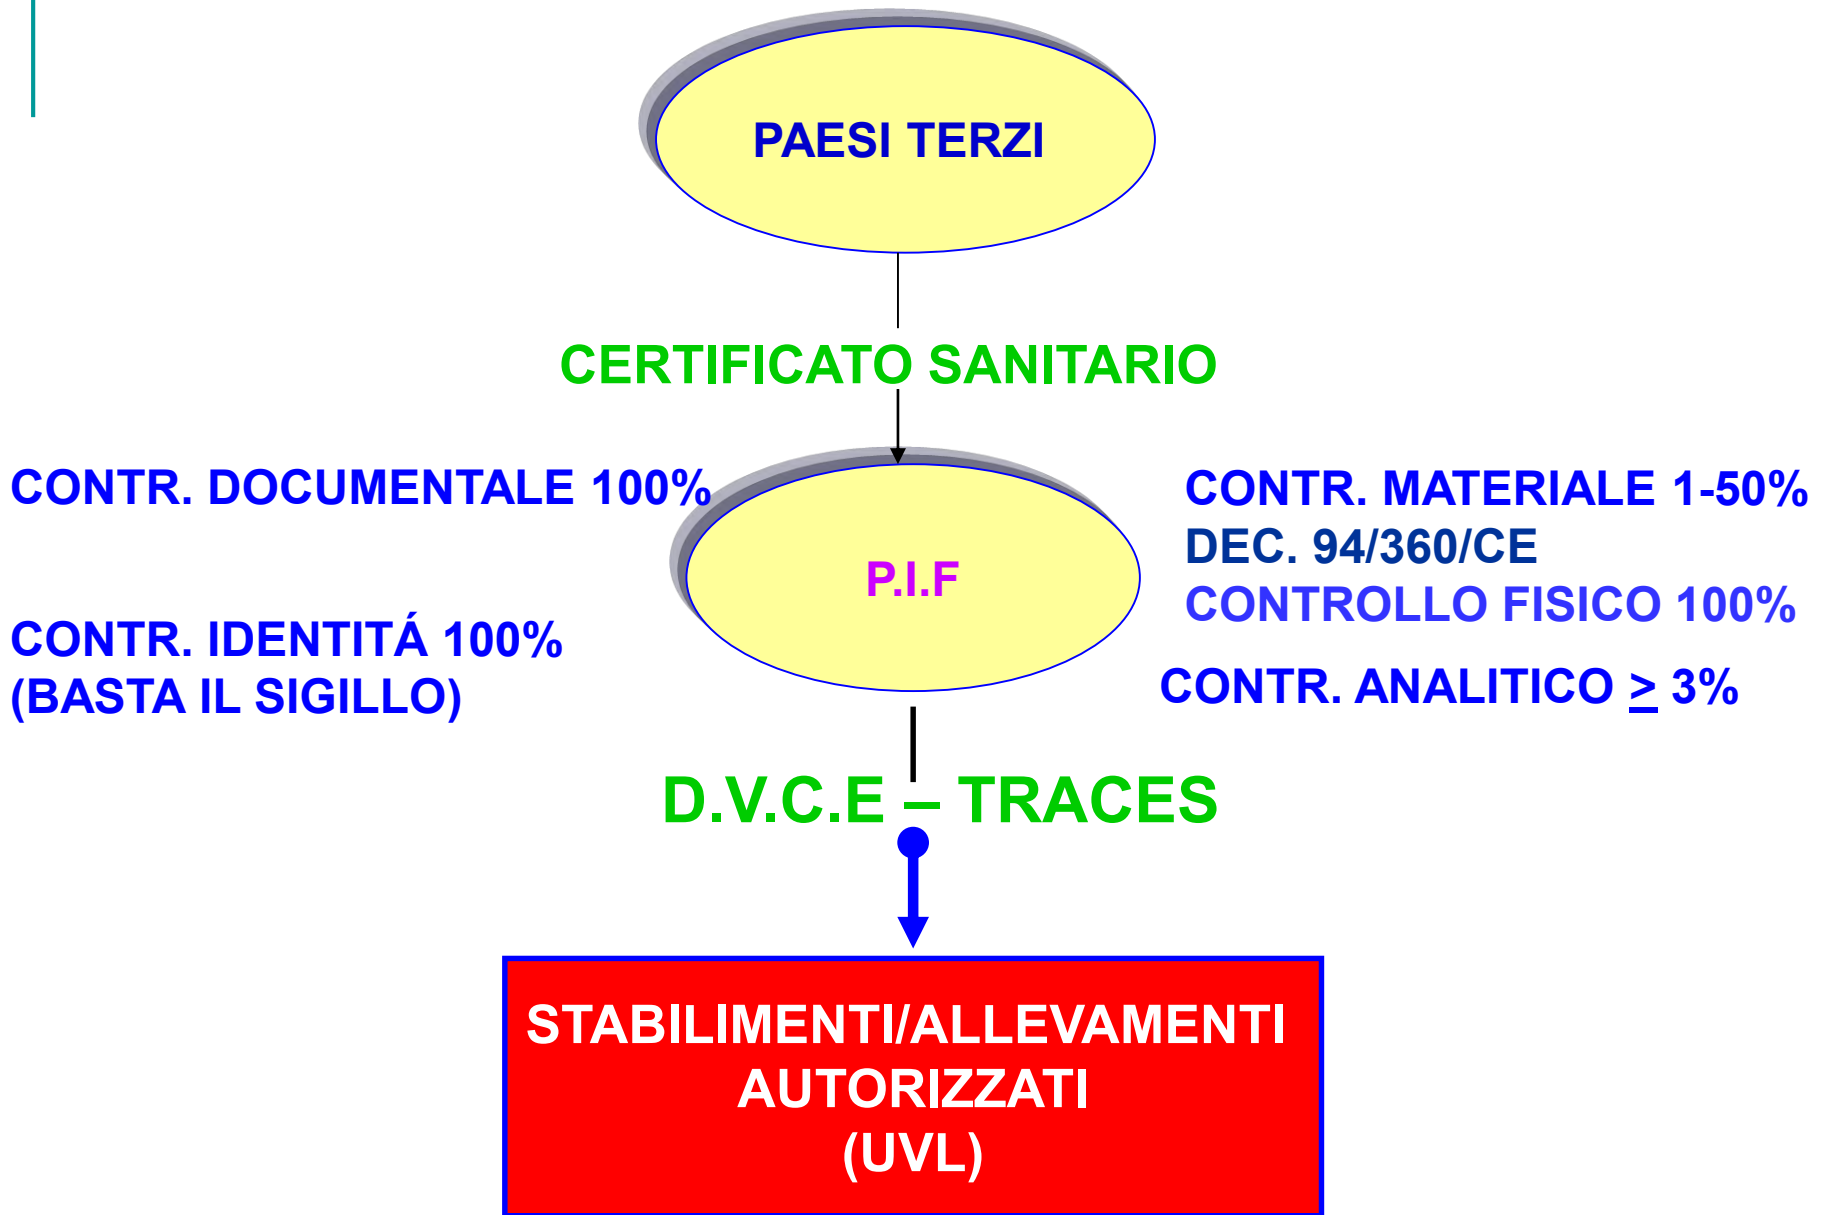 PAESI TERZI
CERTIFICATO SANITARIO
CONTR. DOCUMENTALE 100%
CONTR. IDENTITÁ 100%
(BASTA IL SIGILLO)
P.I.F
CONTR. MATERIALE 1-50%
DEC. 94/360/CE
CONTROLLO FISICO 100%
CONTR. ANALITICO ≥ 3%
D.V.C.E – TRACES
STABILIMENTI/ALLEVAMENTI
AUTORIZZATI
(UVL)